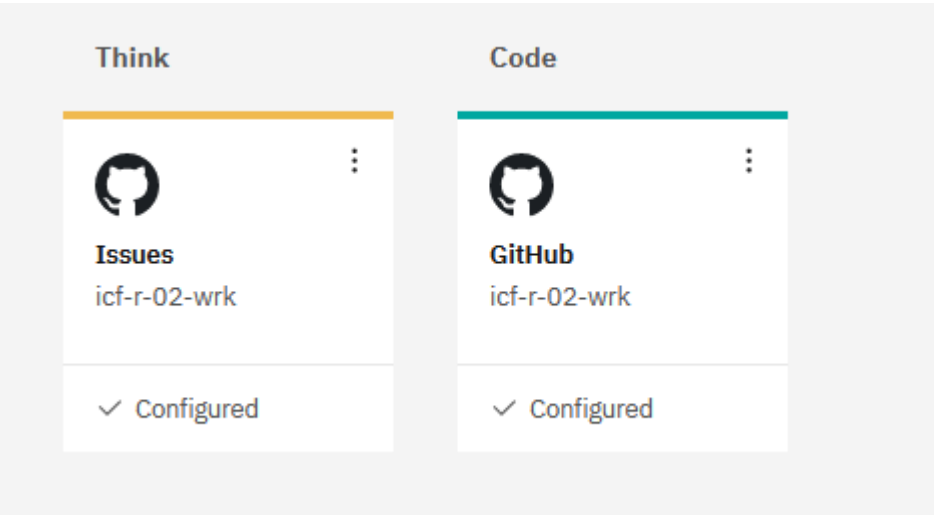 Think
Code
Issues
icf-r-02-wrk
Configured
GitHub
icf-r-02-wrk
Configured